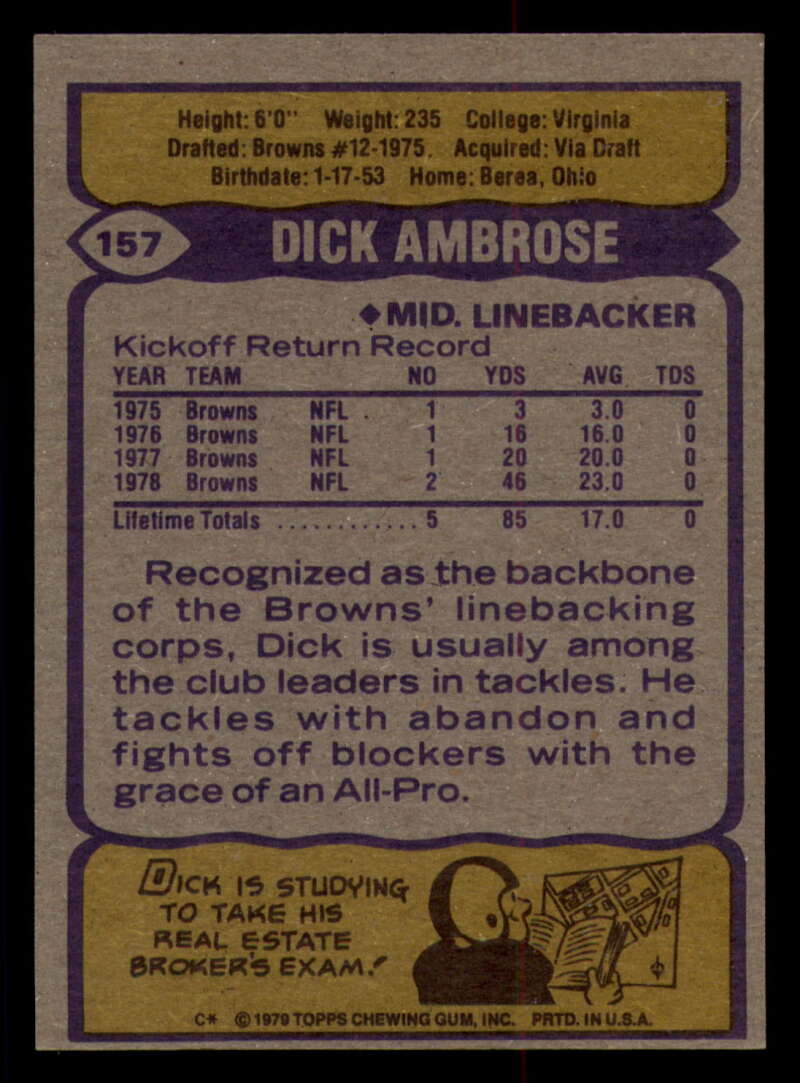 Height: 6'0" Weight: 235 College: Virginia
Drafted: Browns #12-1975. Acquired: Via Draft
Birthdate: 1-17-53 Home: Berea, Ohio
157 DICK AMBROSE
◆MID. LINEBACKER
Kickoff Return Record
YEAR TEAM NO YDS AVG TDS
1975 Browns NFL 1 3 3.0 0
1976 Browns NFL 1 16 16.0 0
1977 Browns NFL 1 20 20.0 0
1978 Browns NFL 2 46 23.0 0
Lifetime Totals ............ 5 85 17.0 0
Recognized as the backbone
of the Browns' linebacking
corps, Dick is usually among
the club leaders in tackles. He
tackles with abandon and
fights off blockers with the
grace of an All-Pro.
DICK IS STUDYING
TO TAKE HIS
REAL ESTATE
BROKER'S EXAM!
C* © 1979 TOPPS CHEWING GUM, INC. PRTD. IN U.S.A.